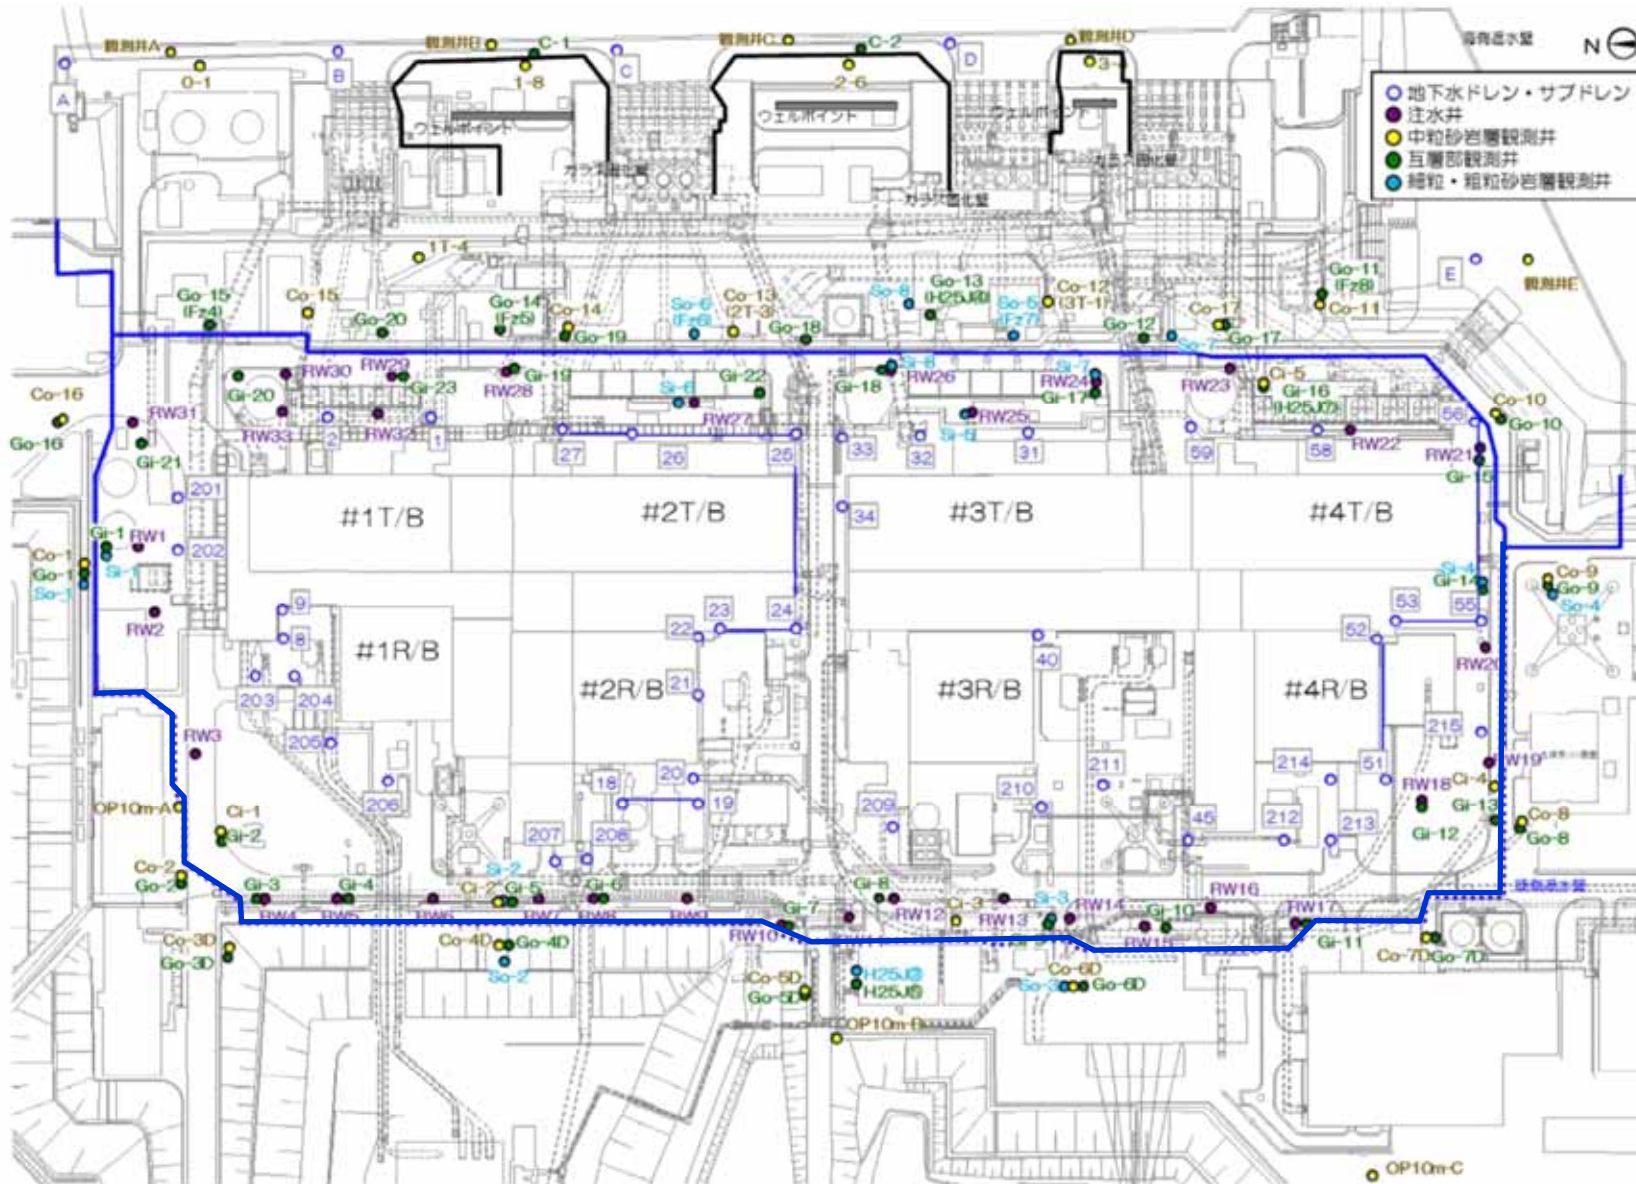 観測井A
観測井B
C-1
観測井C
C-2
観測井D
海側遮水壁
N
A
0-1
B
1-8
C
2-6
D
3-
地下水ドレン・サブドレン
注水井
中粒砂岩層観測井
互層部観測井
細粒・粗粒砂岩層観測井
ウェルポイント
ウェルポイント
ウェルポイント
ガラス固化壁
ガラス固化壁
ガラス固化壁
1T-4
E
観測井E
Go-15
(Fz4)
Co-15
Go-20
Go-14
(Fz5)
Co-14
Go-19
So-6
(Fz6)
Co-13
(2T-3)
Go-18
So-8
Go-13
So-5
(Fz7)
Co-12
(3T-1)
Go-12
So-7
Co-17
Go-17
Go-11
(Fz8)
Co-11
Co-16
Go-16
RW31
Gi-21
Gi-20
RW30
RW33
2
RW29
Gi-23
RW32
1
RW28
Gi-19
Si-6
RW27
Gi-22
27
26
25
Gi-18
Si-8
RW26
Si-5
RW25
Si-7
RW24
Gi-17
33
32
31
RW23
Ci-5
Gi-16
59
58
RW22
56
RW21
Gi-15
Co-10
Go-10
201
202
34
#1T/B
#2T/B
#3T/B
#4T/B
Co-1
Go-1
So-1
Gi-1
RW1
Si-1
RW2
Si-4
Gi-14
Co-9
Go-9
So-4
9
8
23
24
22
53
55
52
#1R/B
40
RW20
203
204
#2R/B
21
#3R/B
#4R/B
215
RW3
205
206
18
20
19
210
211
214
51
RW19
RW18
Ci-4
Gi-13
Gi-12
Co-8
Go-8
OP10m-A
Ci-1
Gi-2
207
208
209
45
212
213
Co-2
Go-2
Gi-3
RW4
Gi-4
RW5
RW6
Si-2
Ci-2
Gi-5
RW7
Gi-6
RW8
RW9
Gi-7
RW10
Gi-8
RW12
Ci-3
RW13
Si-3
RW14
Gi-10
RW15
RW16
RW17
Gi-11
陸側遮水壁
Co-3D
Go-3D
Co-4D
Go-4D
So-2
Co-5D
Go-5D
Co-6D
So-3
Go-6D
Co-7D
Go-7D
OP10m-B
OP10m-C